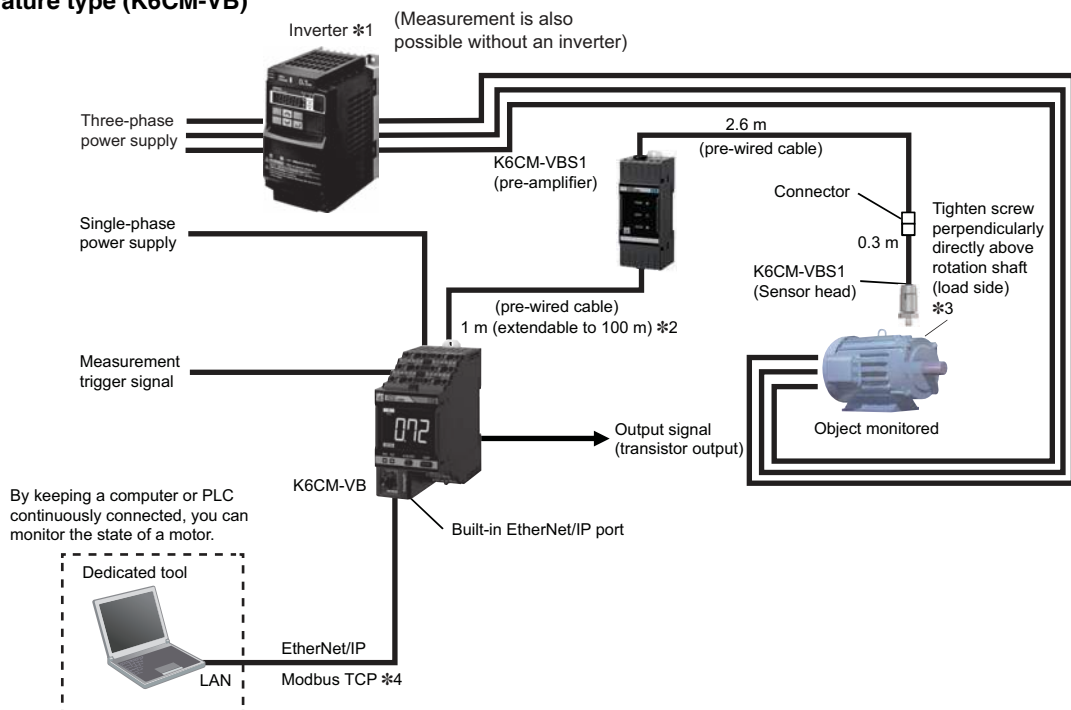 ature type (K6CM-VB)
Inverter ✻1
(Measurement is also
possible without an inverter)
Three-phase
power supply
K6CM-VBS1
(pre-amplifier)
2.6 m
(pre-wired cable)
Connector
0.3 m
Tighten screw
perpendicularly
directly above
rotation shaft
(load side)
✻3
K6CM-VBS1
(Sensor head)
Single-phase
power supply
(pre-wired cable)
1 m (extendable to 100 m) ✻2
Measurement
trigger signal
0.72
Output signal
(transistor output)
Object monitored
K6CM-VB
Built-in EtherNet/IP port
By keeping a computer or PLC
continuously connected, you can
monitor the state of a motor.
Dedicated tool
LAN
EtherNet/IP
Modbus TCP ✻4